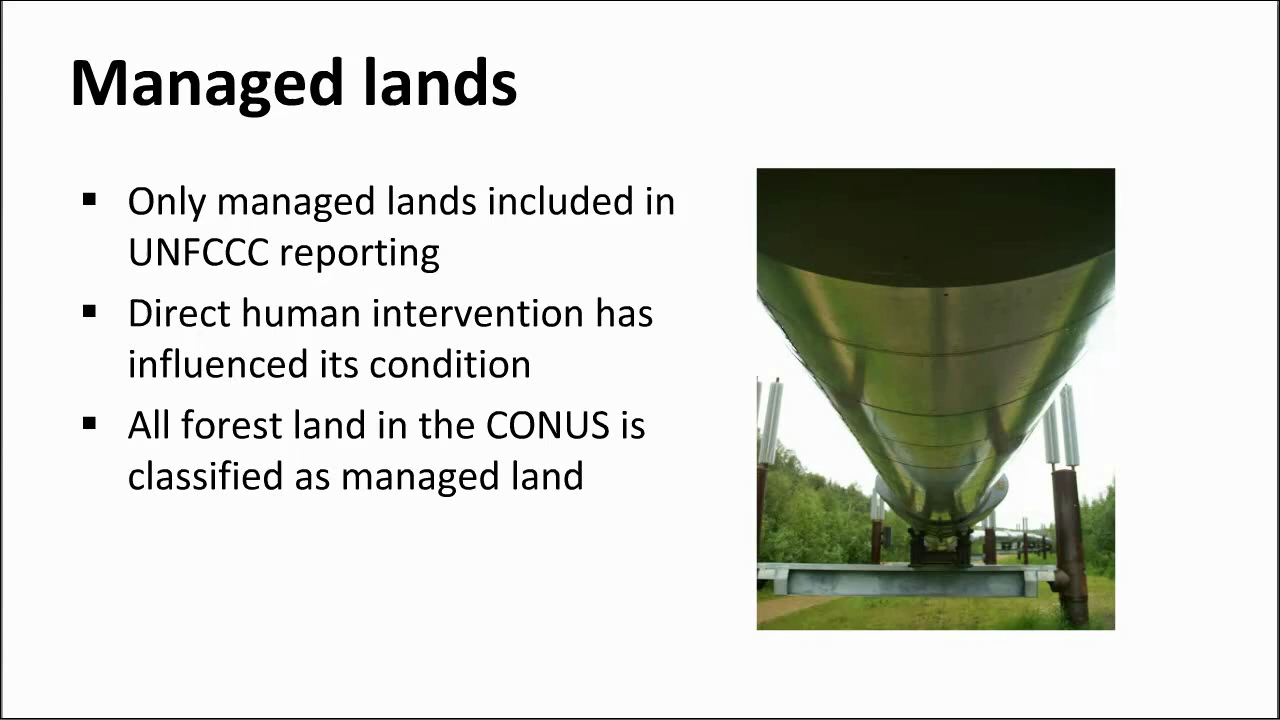 Managed lands
▪ Only managed lands included in
UNFCCC reporting
▪ Direct human intervention has
influenced its condition
▪ All forest land in the CONUS is
classified as managed land